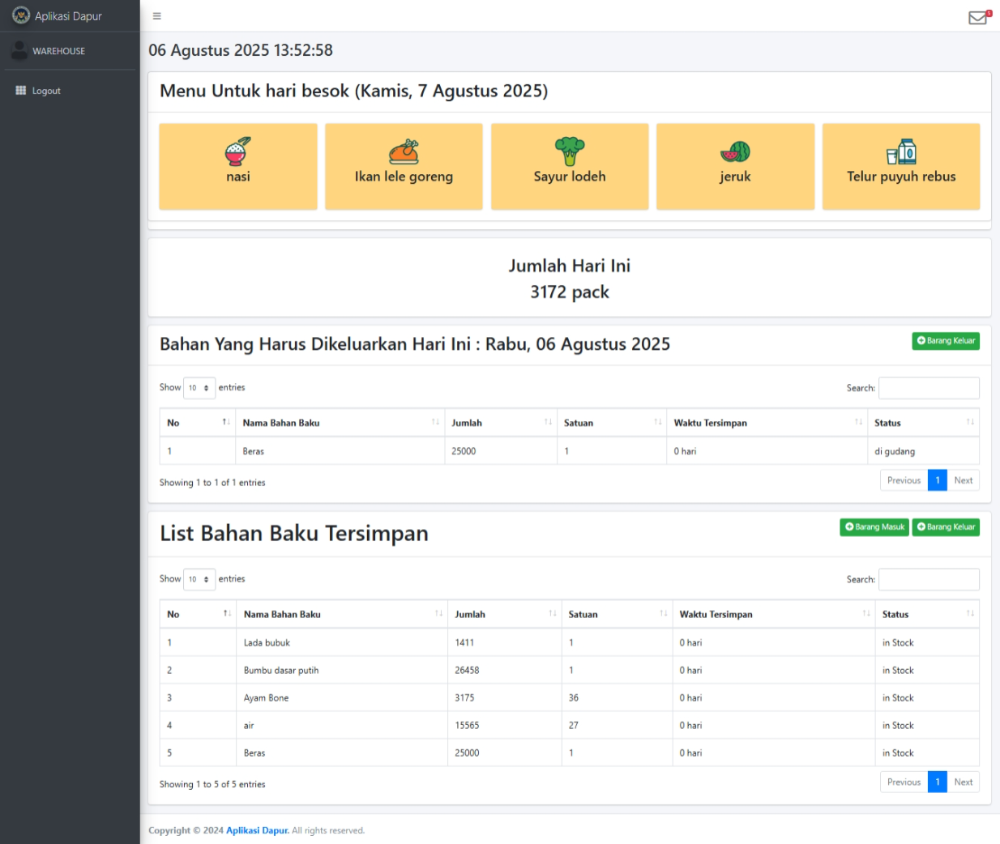 Aplikasi Dapur
WAREHOUSE
Logout
06 Agustus 2025 13:52:58
Menu Untuk hari besok (Kamis, 7 Agustus 2025)
nasi
Ikan lele goreng
Sayur lodeh
jeruk
Telur puyuh rebus
Jumlah Hari Ini
3172 pack
Bahan Yang Harus Dikeluarkan Hari Ini : Rabu, 06 Agustus 2025
Barang Keluar
Show 10 entries
Search:
No Nama Bahan Baku Jumlah Satuan Waktu Tersimpan Status
1 Beras 25000 1 0 hari di gudang
Showing 1 to 1 of 1 entries
Previous 1 Next
List Bahan Baku Tersimpan
Barang Masuk Barang Keluar
Show 10 entries
Search:
No Nama Bahan Baku Jumlah Satuan Waktu Tersimpan Status
1 Lada bubuk 1411 1 0 hari in Stock
2 Bumbu dasar putih 26458 1 0 hari in Stock
3 Ayam Bone 3175 36 0 hari in Stock
4 air 15565 27 0 hari in Stock
5 Beras 25000 1 0 hari in Stock
Showing 1 to 5 of 5 entries
Previous 1 Next
Copyright © 2024 Aplikasi Dapur. All rights reserved.